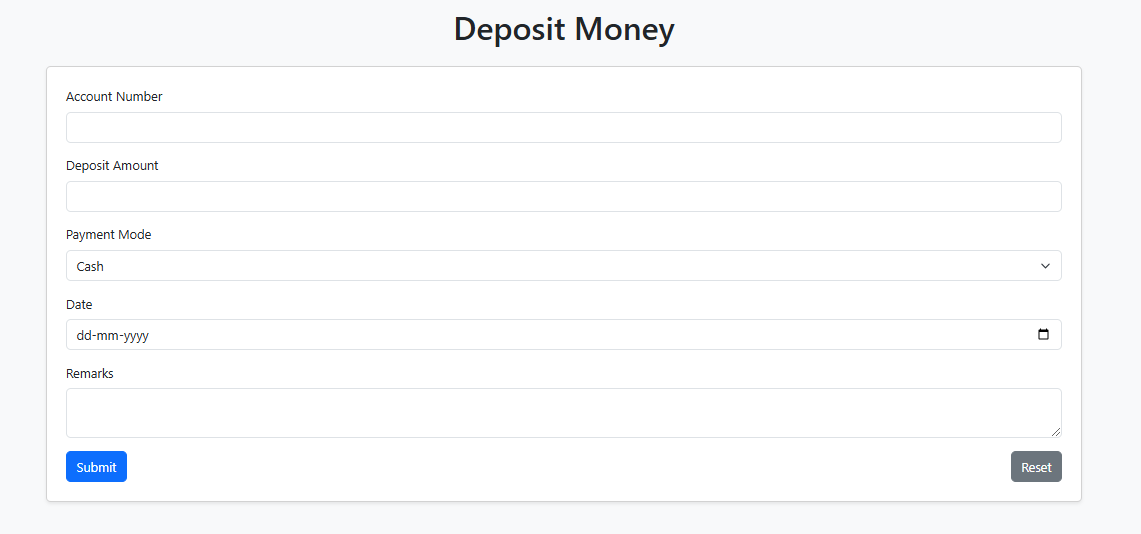 Deposit Money
Account Number
Deposit Amount
Payment Mode
Cash
Date
dd-mm-yyyy
Remarks
Submit
Reset